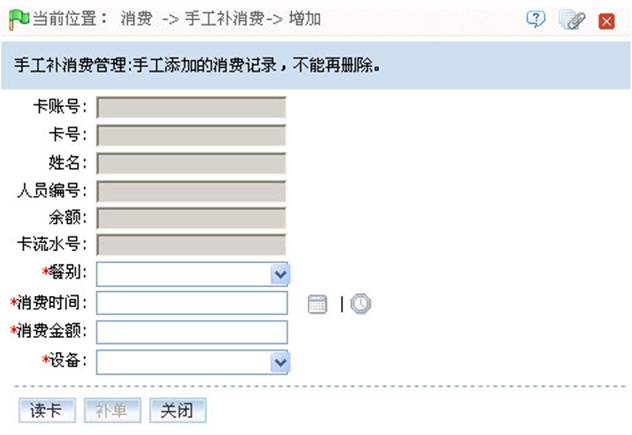 当前位置： 消费 -> 手工补消费-> 增加
手工补消费管理:手工添加的消费记录，不能再删除。
卡账号:
卡号:
姓名:
人员编号:
余额:
卡流水号:
*餐别:
*消费时间: |
*消费金额:
*设备:
读卡 补单 关闭